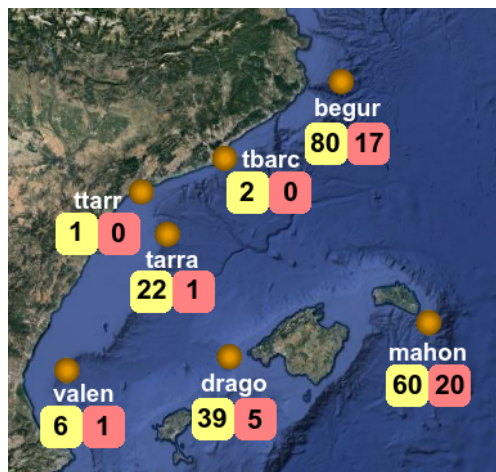 begur
80 17
tbarc
2 0
ttarr
1 0
tarra
22 1
mahon
60 20
drago
39 5
valen
6 1